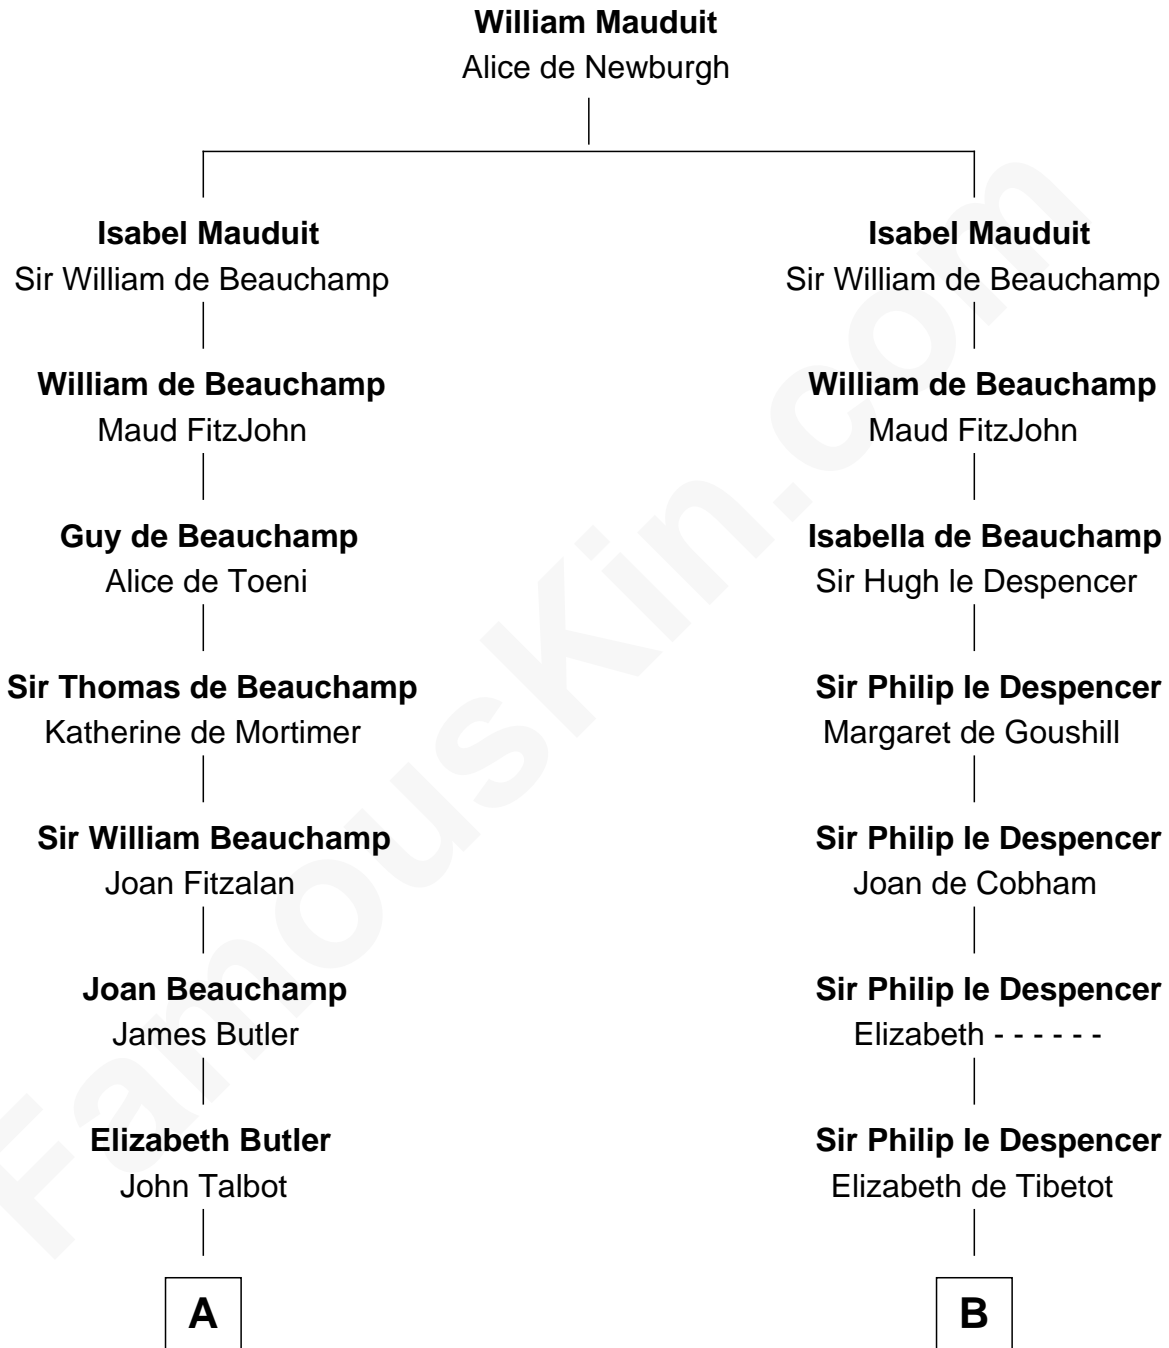 William Mauduit
Alice de Newburgh
Isabel Mauduit
Sir William de Beauchamp
William de Beauchamp
Maud FitzJohn
Guy de Beauchamp
Alice de Toeni
Sir Thomas de Beauchamp
Katherine de Mortimer
Sir William Beauchamp
Joan Fitzalan
Joan Beauchamp
James Butler
Elizabeth Butler
John Talbot
A
Isabel Mauduit
Sir William de Beauchamp
William de Beauchamp
Maud FitzJohn
Isabella de Beauchamp
Sir Hugh le Despencer
Sir Philip le Despencer
Margaret de Goushill
Sir Philip le Despencer
Joan de Cobham
Sir Philip le Despencer
Elizabeth - - - - - -
Sir Philip le Despencer
Elizabeth de Tibetot
B
FamousKin.com